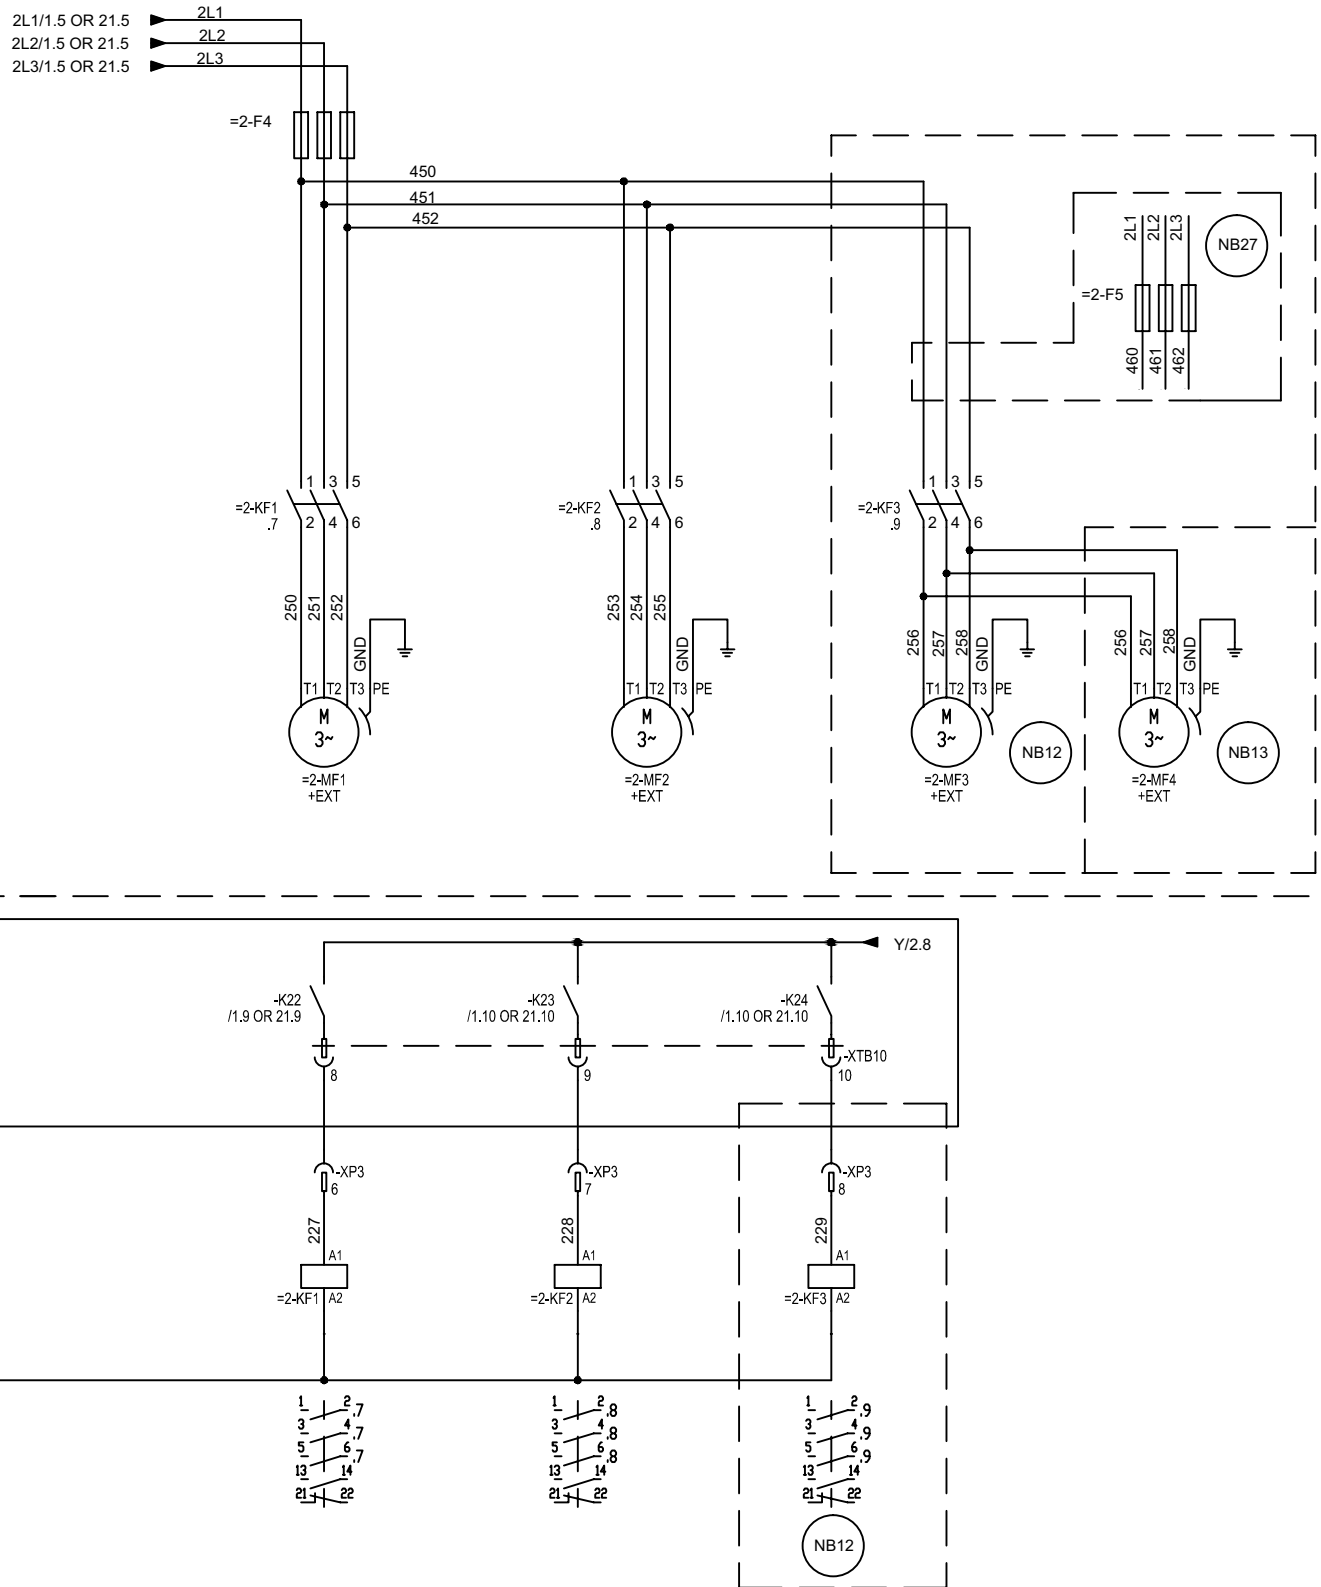 2L1/1.5 OR 21.5 2L1
2L2/1.5 OR 21.5 2L2
2L3/1.5 OR 21.5 2L3
=2-F4
450
451
452
2L1 2L2 2L3
NB27
=2-F5
460 461 462
1 3 5
=2-KF1
.7
2 4 6
1 3 5
=2-KF2
.8
2 4 6
1 3 5
=2-KF3
.9
2 4 6
250 251 252 GND
253 254 255 GND
256 257 258 GND
256 257 258 GND
T1 T2 T3 PE
T1 T2 T3 PE
T1 T2 T3 PE
T1 T2 T3 PE
M
3~
M
3~
M
3~
M
3~
NB12
NB13
=2-MF1
+EXT
=2-MF2
+EXT
=2-MF3
+EXT
=2-MF4
+EXT
Y/2.8
-K22
/1.9 OR 21.9
-K23
/1.10 OR 21.10
-K24
/1.10 OR 21.10
-XTB10
8
9
10
-XP3
6
-XP3
7
-XP3
8
227
228
229
A1
=2-KF1 A2
A1
=2-KF2 A2
A1
=2-KF3 A2
1 2 .7
3 4 .7
5 6 .7
13 14
21 22
1 2 .8
3 4 .8
5 6 .8
13 14
21 22
1 2 .9
3 4 .9
5 6 .9
13 14
21 22
NB12